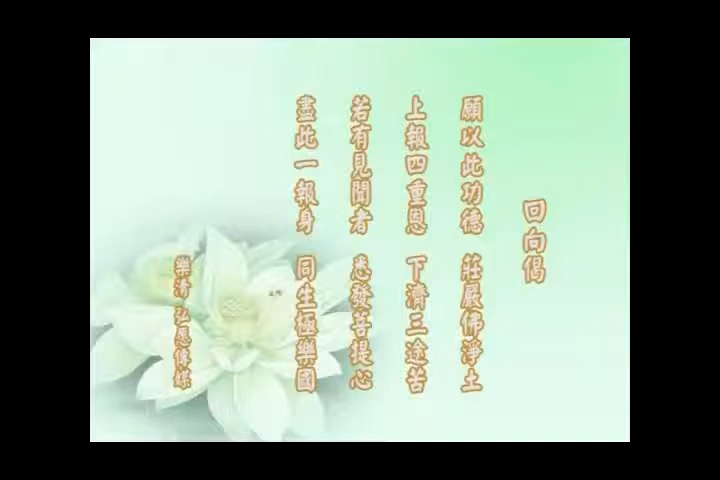 回向偈
願以此功德 莊嚴佛淨土
上報四重恩 下濟三途苦
若有見聞者 悉發菩提心
盡此一報身 同生極樂國
樂清 弘恩傳媒